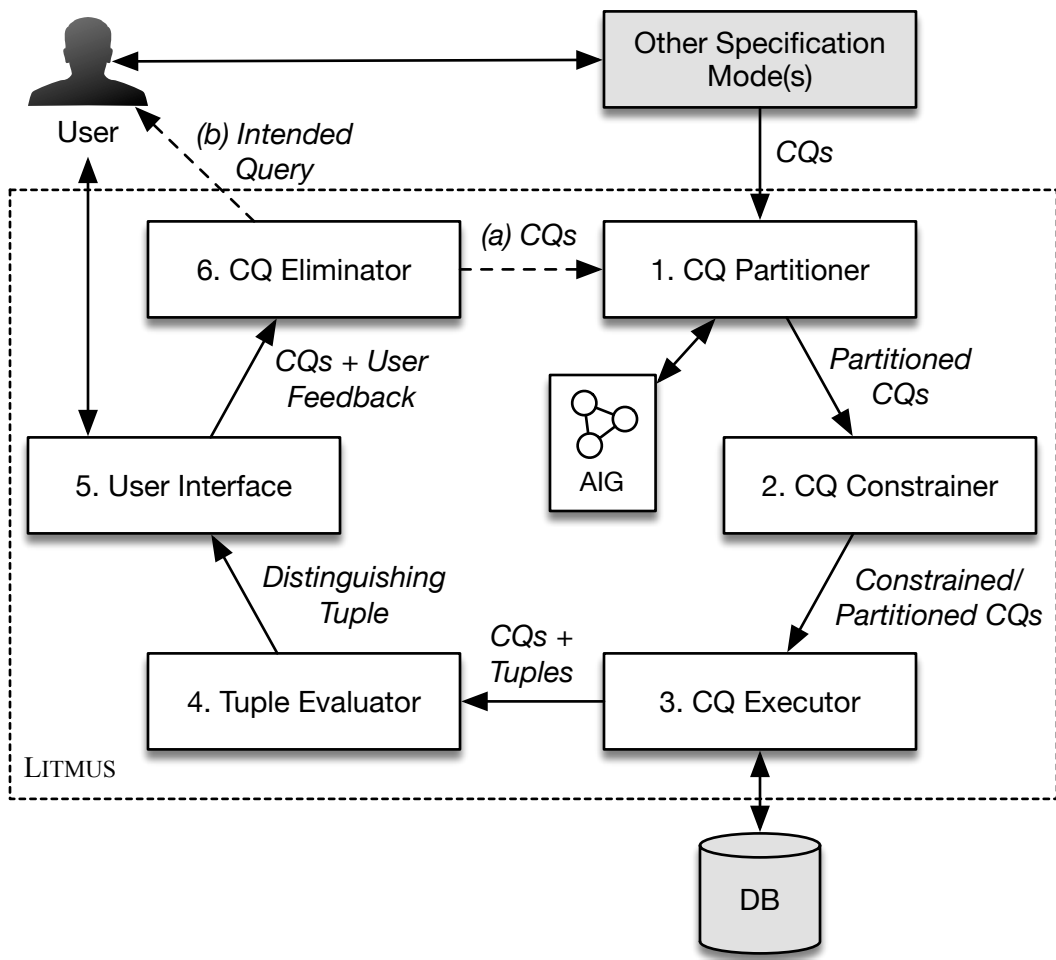 Other Specification
Mode(s)
User
(b) Intended
Query
CQs
(a) CQs
6. CQ Eliminator
1. CQ Partitioner
CQs + User
Feedback
Partitioned
CQs
AIG
5. User Interface
2. CQ Constrainer
Distinguishing
Tuple
Constrained/
Partitioned CQs
CQs +
Tuples
4. Tuple Evaluator
3. CQ Executor
LITMUS
DB